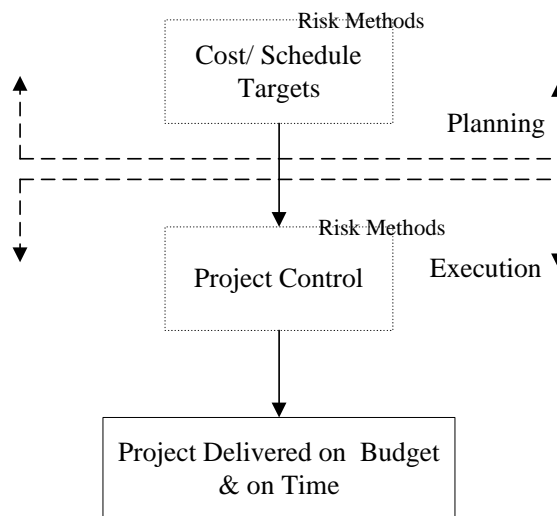 Risk Methods
Cost/ Schedule
Targets
Planning
Risk Methods
Execution
Project Control
Project Delivered on Budget
& on Time